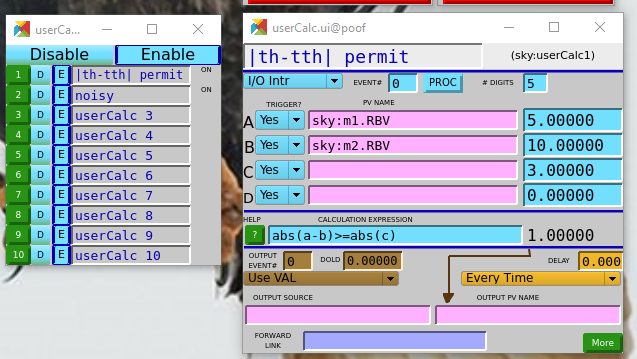 userCa...
Disable Enable
1 D E |th-tth| permit ON
2 D E noisy ON
3 D E userCalc 3
4 D E userCalc 4
5 D E userCalc 5
6 D E userCalc 6
7 D E userCalc 7
8 D E userCalc 8
9 D E userCalc 9
10 D E userCalc 10
userCalc.ui@poof
|th-tth| permit (sky:userCalc1)
I/O Intr EVENT# 0 PROC # DIGITS 5
TRIGGER? PV NAME
A Yes sky:m1.RBV 5.00000
B Yes sky:m2.RBV 10.00000
C Yes 3.00000
D Yes 0.00000
HELP CALCULATION EXPRESSION
? abs(a-b)>=abs(c) 1.00000
OUTPUT EVENT# 0 DOLD 0.00000 DELAY 0.000
Use VAL Every Time
OUTPUT SOURCE OUTPUT PV NAME
FORWARD LINK More